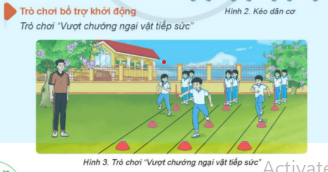 Trò chơi bổ trợ khởi động
Hình 2. Kéo dãn cơ
Trò chơi "Vượt chướng ngại vật tiếp sức"
Hình 3. Trò chơi "Vượt chướng ngại vật tiếp sức"
Activate